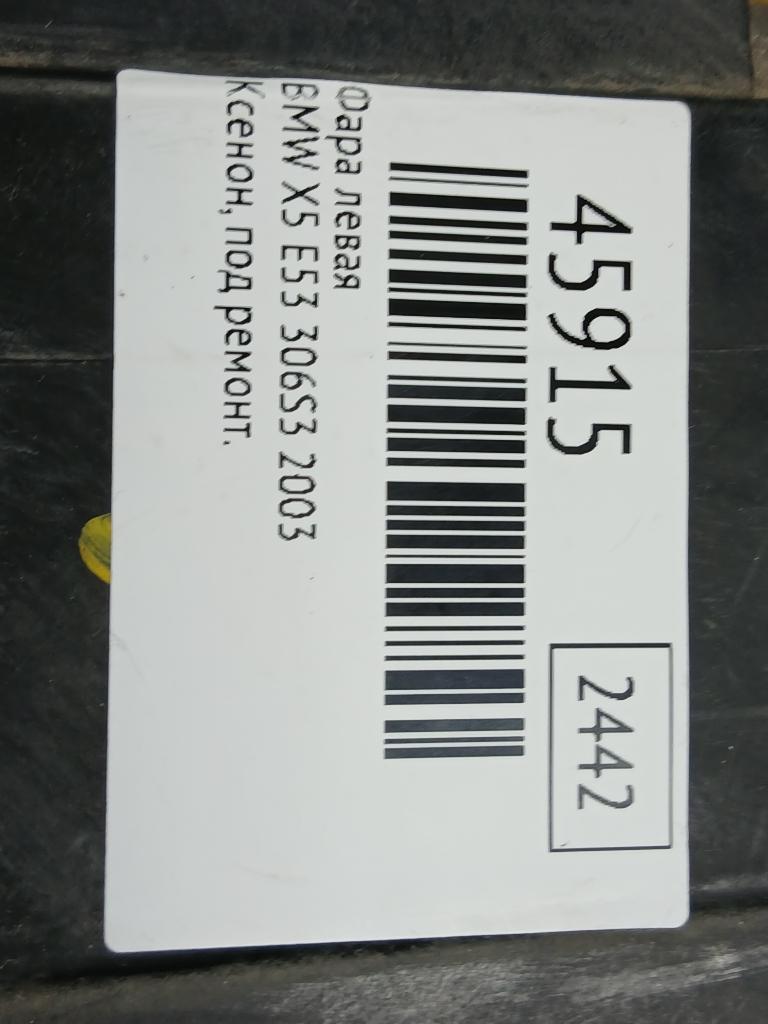 45915
2442
Фара левая
BMW X5 E53 306S3 2003
Ксенон, под ремонт.